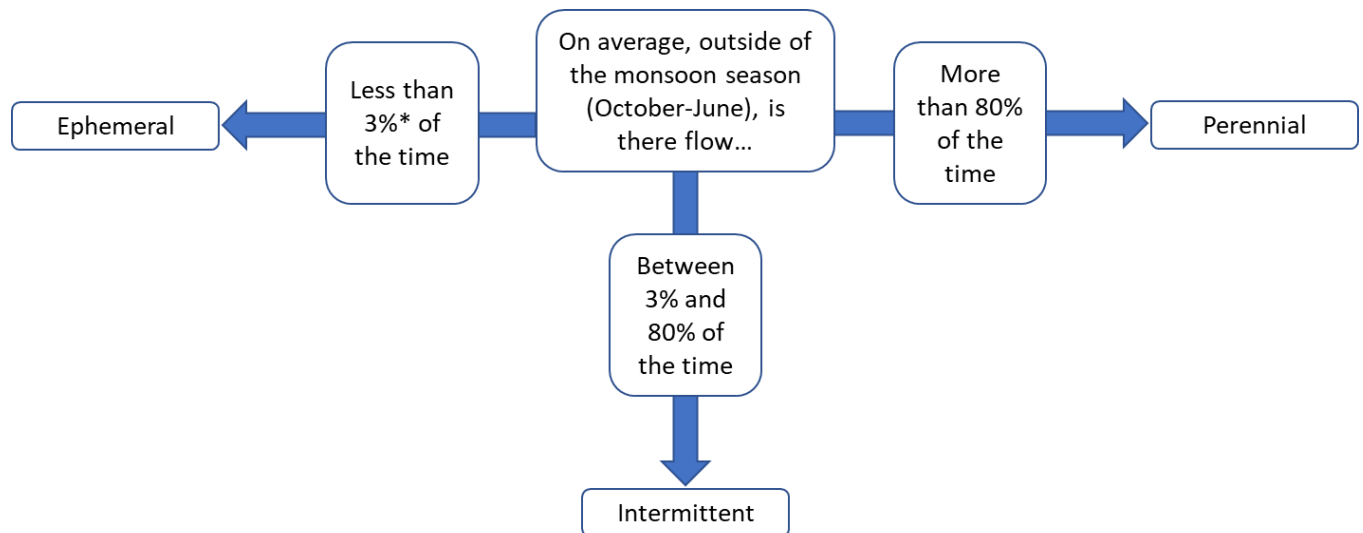 On average, outside of
the monsoon season
(October-June), is
there flow…
Less than
3%* of
the time
Ephemeral
More
than 80%
of the
time
Perennial
Between
3% and
80% of
the time
Intermittent